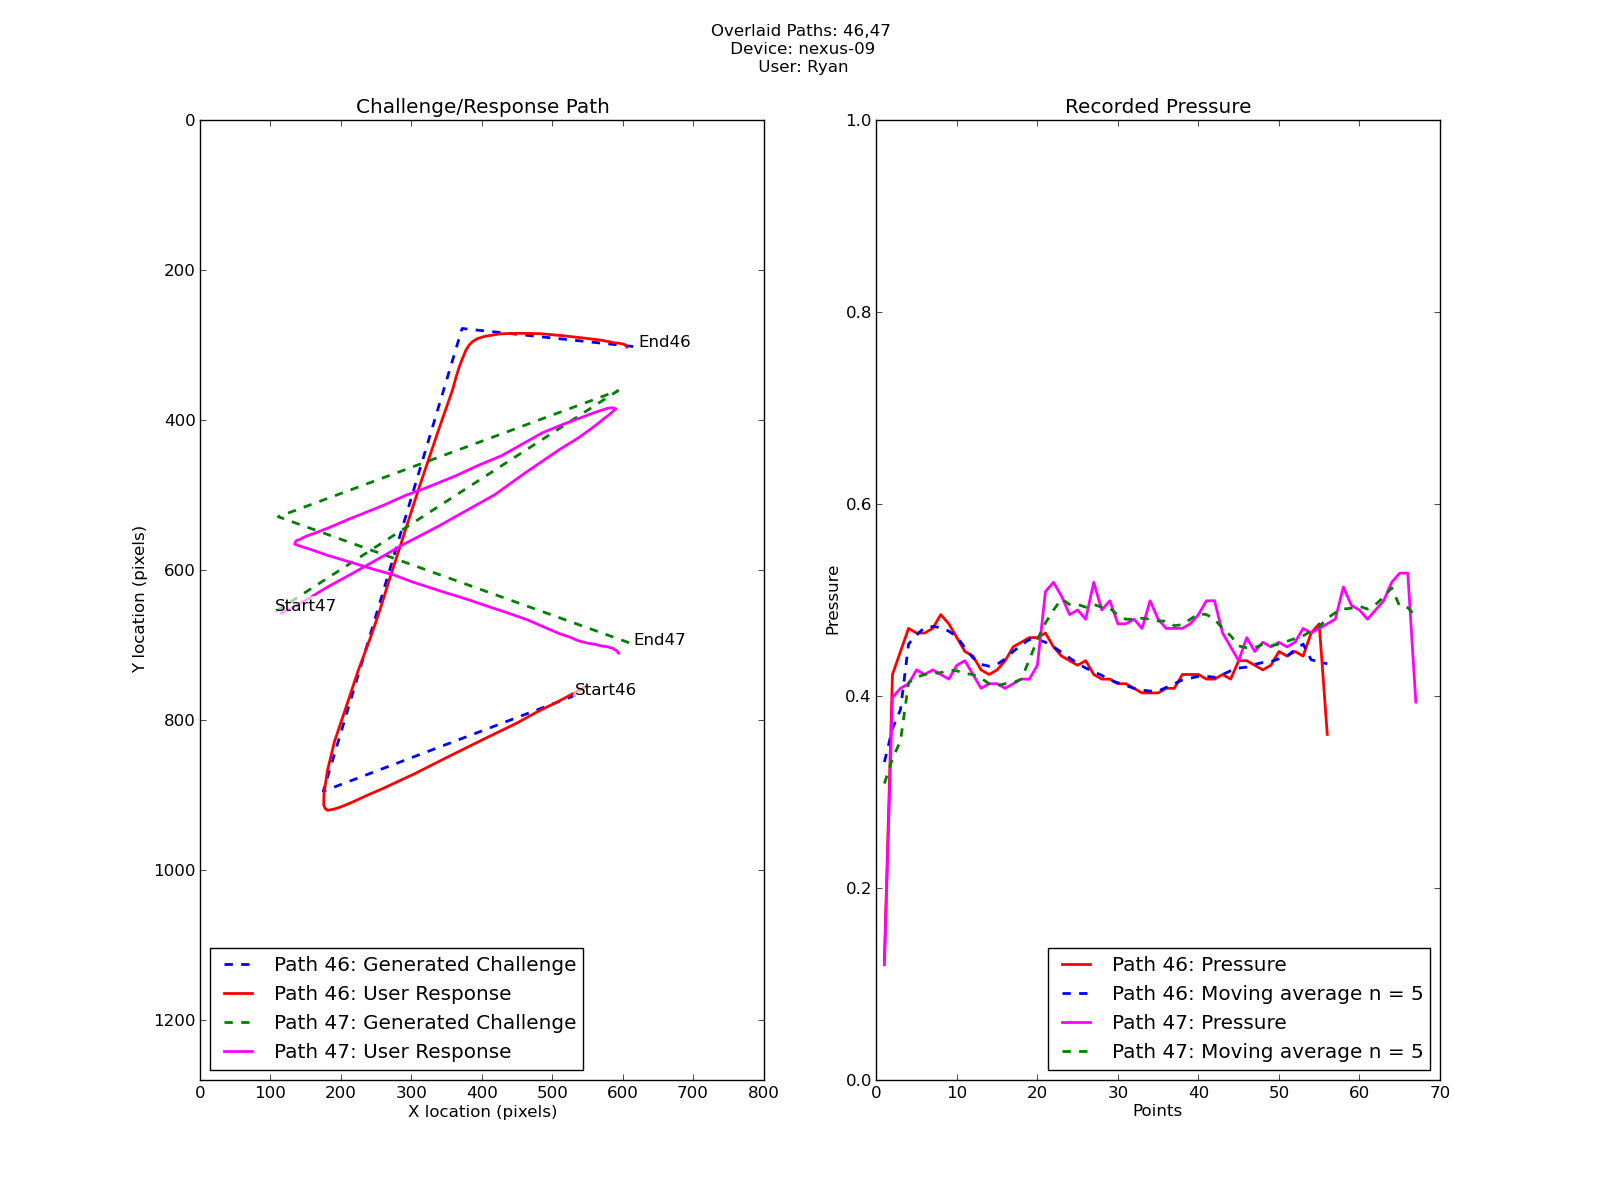 Overlaid Paths: 46,47
Device: nexus-09
User: Ryan
Challenge/Response Path
0
200
400
600
800
1000
1200
Y location (pixels)
End46
Start47
End47
Start46
Path 46: Generated Challenge
Path 46: User Response
Path 47: Generated Challenge
Path 47: User Response
0 100 200 300 400 500 600 700 800
X location (pixels)
Recorded Pressure
1.0
0.8
0.6
0.4
0.2
0.0
Pressure
Path 46: Pressure
Path 46: Moving average n = 5
Path 47: Pressure
Path 47: Moving average n = 5
0 10 20 30 40 50 60 70
Points